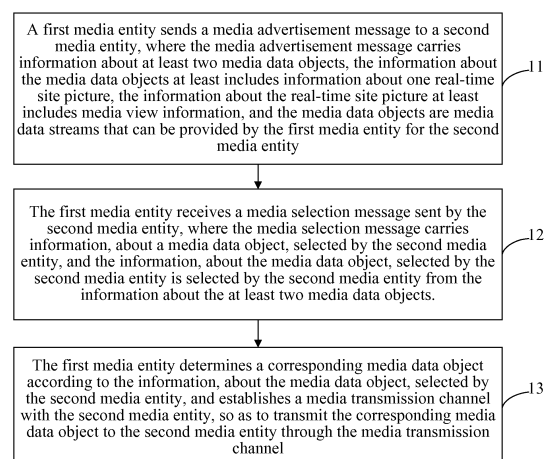 A first media entity sends a media advertisement message to a second
media entity, where the media advertisement message carries
information about at least two media data objects, the information about
the media data objects at least includes information about one real-time
site picture, the information about the real-time site picture at least
includes media view information, and the media data objects are media
data streams that can be provided by the first media entity for the second
media entity
11
The first media entity receives a media selection message sent by the
second media entity, where the media selection message carries
information, about a media data object, selected by the second media
entity, and the information, about the media data object, selected by the
second media entity is selected by the second media entity from the
information about the at least two media data objects.
12
The first media entity determines a corresponding media data object
according to the information, about the media data object, selected by
the second media entity, and establishes a media transmission channel
with the second media entity, so as to transmit the corresponding media
data object to the second media entity through the media transmission
channel
13